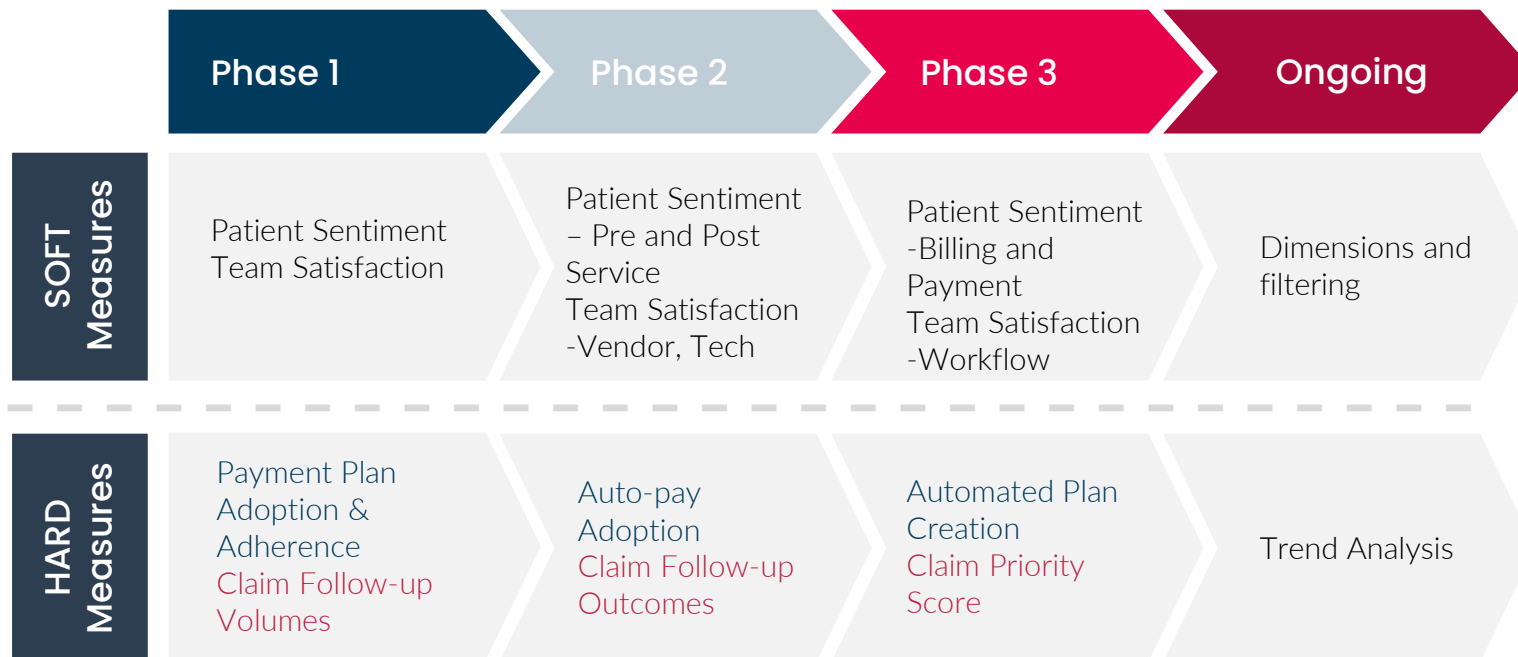 Phase 1
Phase 2
Phase 3
Ongoing
SOFT
Measures
Patient Sentiment
Team Satisfaction
Patient Sentiment
– Pre and Post
Service
Team Satisfaction
-Vendor, Tech
Patient Sentiment
-Billing and
Payment
Team Satisfaction
-Workflow
Dimensions and
filtering
HARD
Measures
Payment Plan
Adoption &
Adherence
Claim Follow-up
Volumes
Auto-pay
Adoption
Claim Follow-up
Outcomes
Automated Plan
Creation
Claim Priority
Score
Trend Analysis